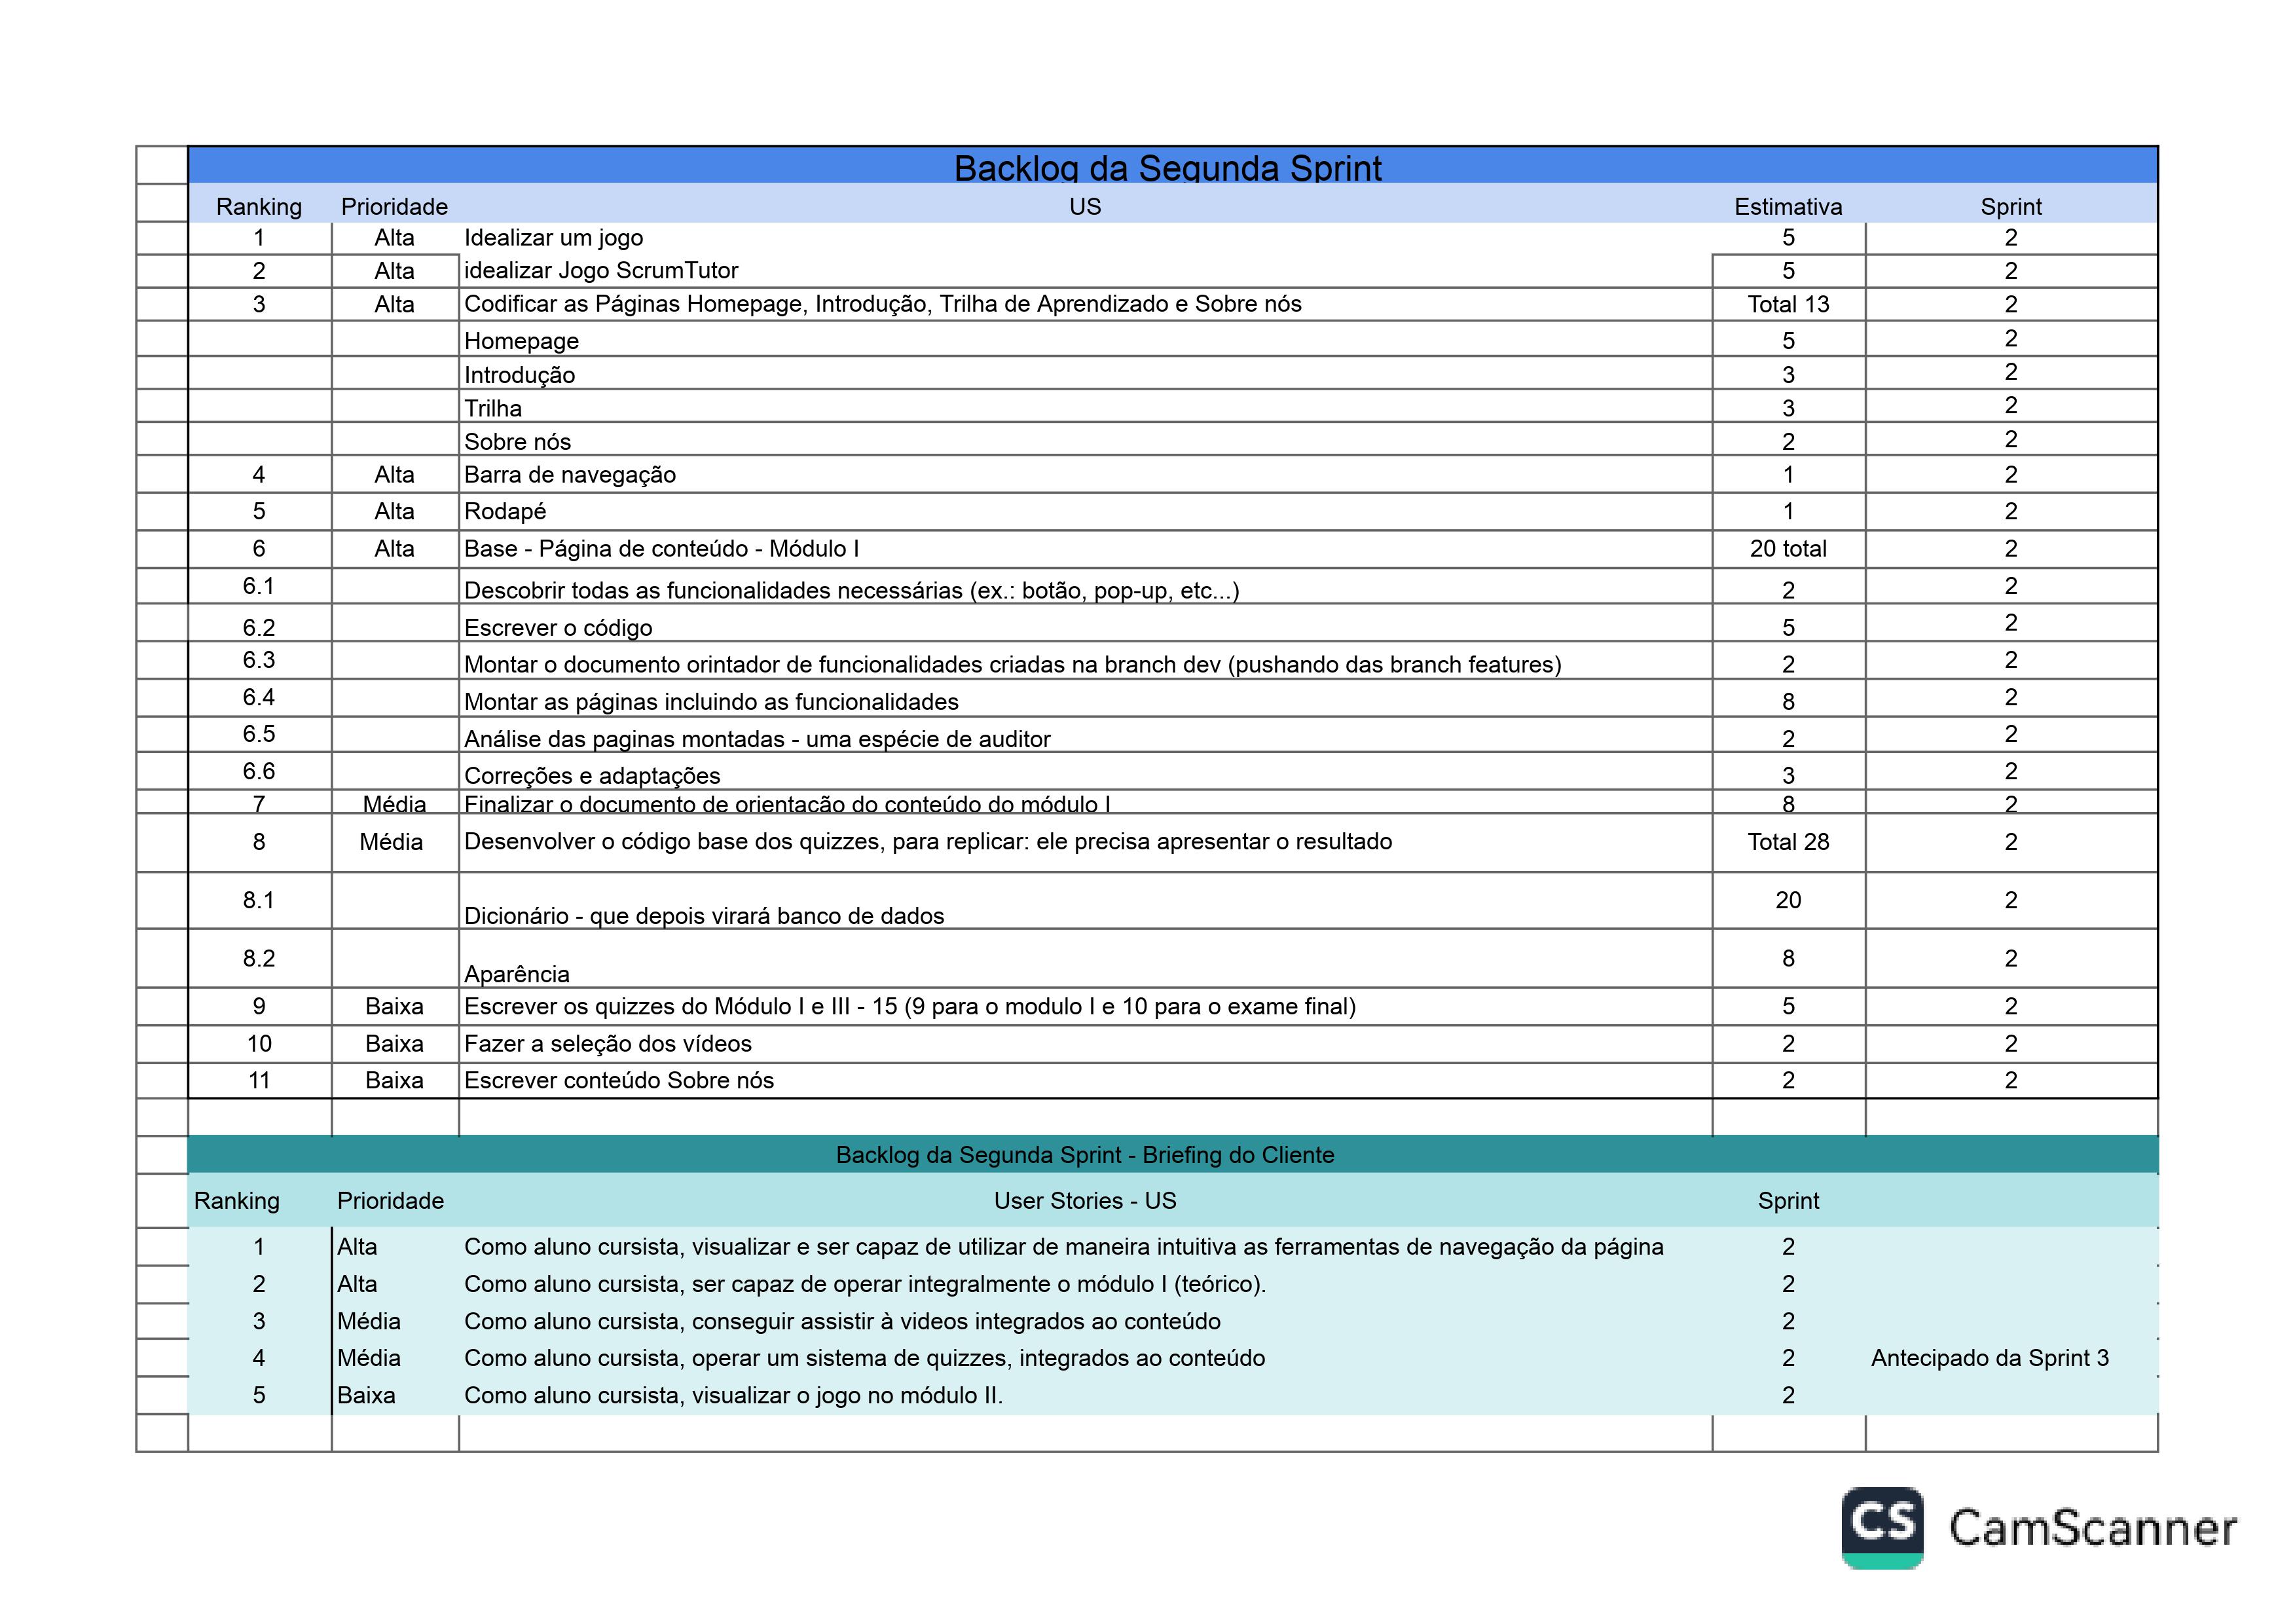 Backlog da Segunda Sprint
Ranking Prioridade US Estimativa Sprint
1 Alta Idealizar um jogo 5 2
2 Alta idealizar Jogo ScrumTutor 5 2
3 Alta Codificar as Páginas Homepage, Introdução, Trilha de Aprendizado e Sobre nós Total 13 2
Homepage 5 2
Introdução 3 2
Trilha 3 2
Sobre nós 2 2
4 Alta Barra de navegação 1 2
5 Alta Rodapé 1 2
6 Alta Base - Página de conteúdo - Módulo I 20 total 2
6.1 Descobrir todas as funcionalidades necessárias (ex.: botão, pop-up, etc...) 2 2
6.2 Escrever o código 5 2
6.3 Montar o documento orintador de funcionalidades criadas na branch dev (pushando das branch features) 2 2
6.4 Montar as páginas incluindo as funcionalidades 8 2
6.5 Análise das paginas montadas - uma espécie de auditor 2 2
6.6 Correções e adaptações 3 2
7 Média Finalizar o documento de orientação do conteúdo do módulo I 8 2
8 Média Desenvolver o código base dos quizzes, para replicar: ele precisa apresentar o resultado Total 28 2
8.1 Dicionário - que depois virará banco de dados 20 2
8.2 Aparência 8 2
9 Baixa Escrever os quizzes do Módulo I e III - 15 (9 para o modulo I e 10 para o exame final) 5 2
10 Baixa Fazer a seleção dos vídeos 2 2
11 Baixa Escrever conteúdo Sobre nós 2 2
Backlog da Segunda Sprint - Briefing do Cliente
Ranking Prioridade User Stories - US Sprint
1 Alta Como aluno cursista, visualizar e ser capaz de utilizar de maneira intuitiva as ferramentas de navegação da página 2
2 Alta Como aluno cursista, ser capaz de operar integralmente o módulo I (teórico). 2
3 Média Como aluno cursista, conseguir assistir à videos integrados ao conteúdo 2
4 Média Como aluno cursista, operar um sistema de quizzes, integrados ao conteúdo 2 Antecipado da Sprint 3
5 Baixa Como aluno cursista, visualizar o jogo no módulo II. 2
CS CamScanner